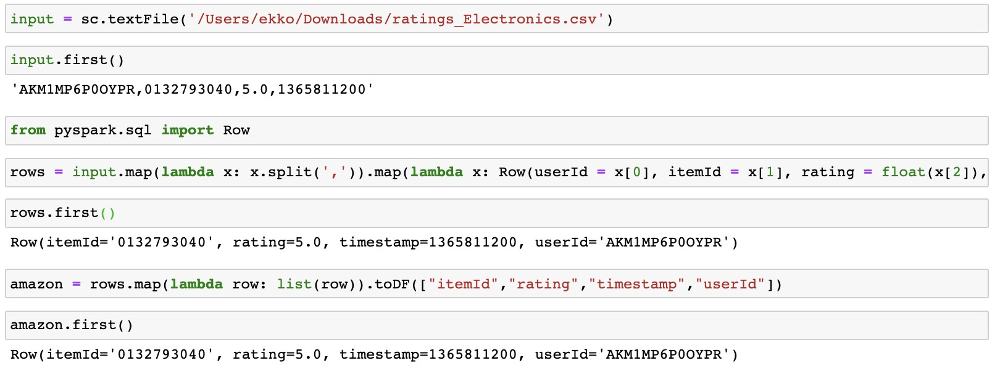 input = sc.textFile('/Users/ekko/Downloads/ratings_Electronics.csv')
input.first()
'AKM1MP6P0OYPR,0132793040,5.0,1365811200'
from pyspark.sql import Row
rows = input.map(lambda x: x.split(',')).map(lambda x: Row(userId = x[0], itemId = x[1], rating = float(x[2]),
rows.first()
Row(itemId='0132793040', rating=5.0, timestamp=1365811200, userId='AKM1MP6P0OYPR')
amazon = rows.map(lambda row: list(row)).toDF(["itemId","rating","timestamp","userId"])
amazon.first()
Row(itemId='0132793040', rating=5.0, timestamp=1365811200, userId='AKM1MP6P0OYPR')